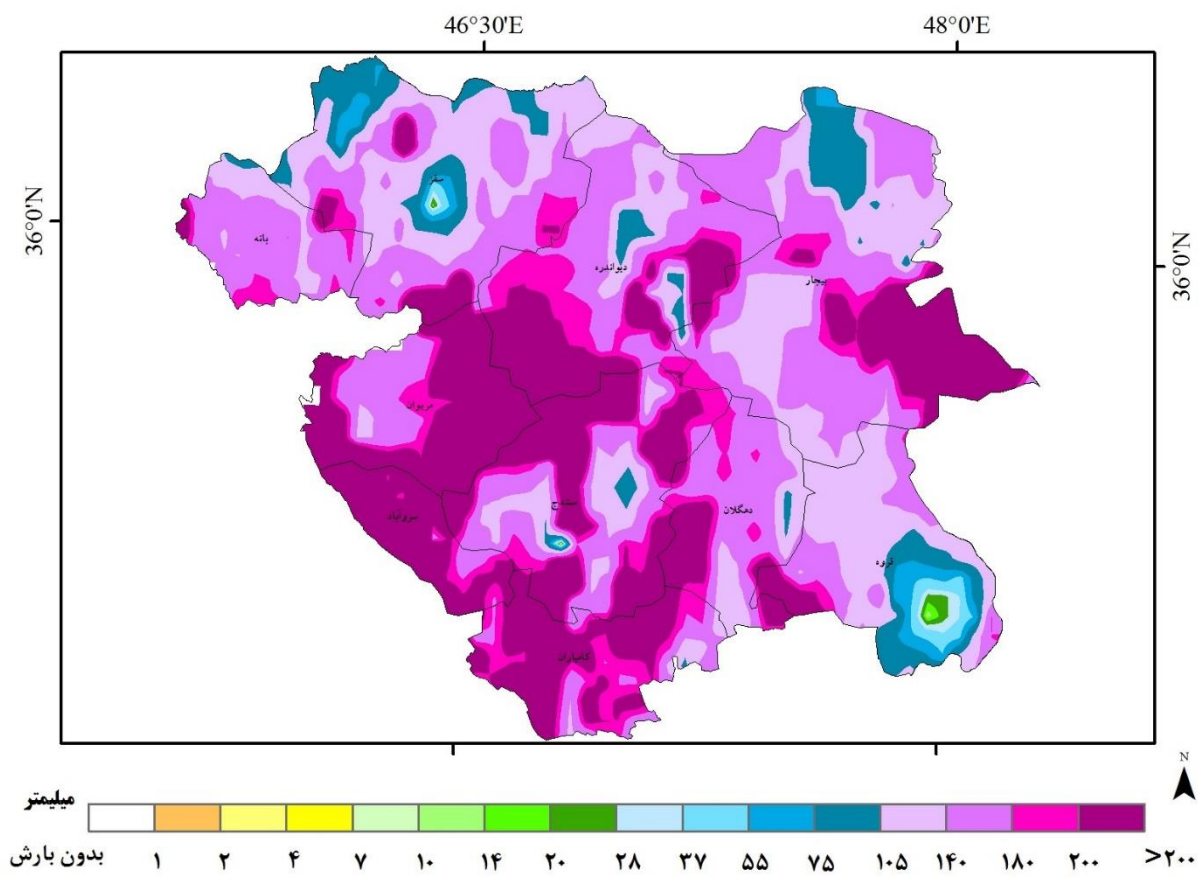 46°30'E
48°0'E
36°0'N
36°0'N
سقز
بانه
دیواندره
بیجار
مریوان
سنندج
سروآباد
دهگلان
قروه
کامیاران
N
میلیمتر
بدون بارش ۱ ۲ ۴ ۷ ۱۰ ۱۴ ۲۰ ۲۸ ۳۷ ۵۵ ۷۵ ۱۰۵ ۱۴۰ ۱۸۰ ۲۰۰ >۲۰۰